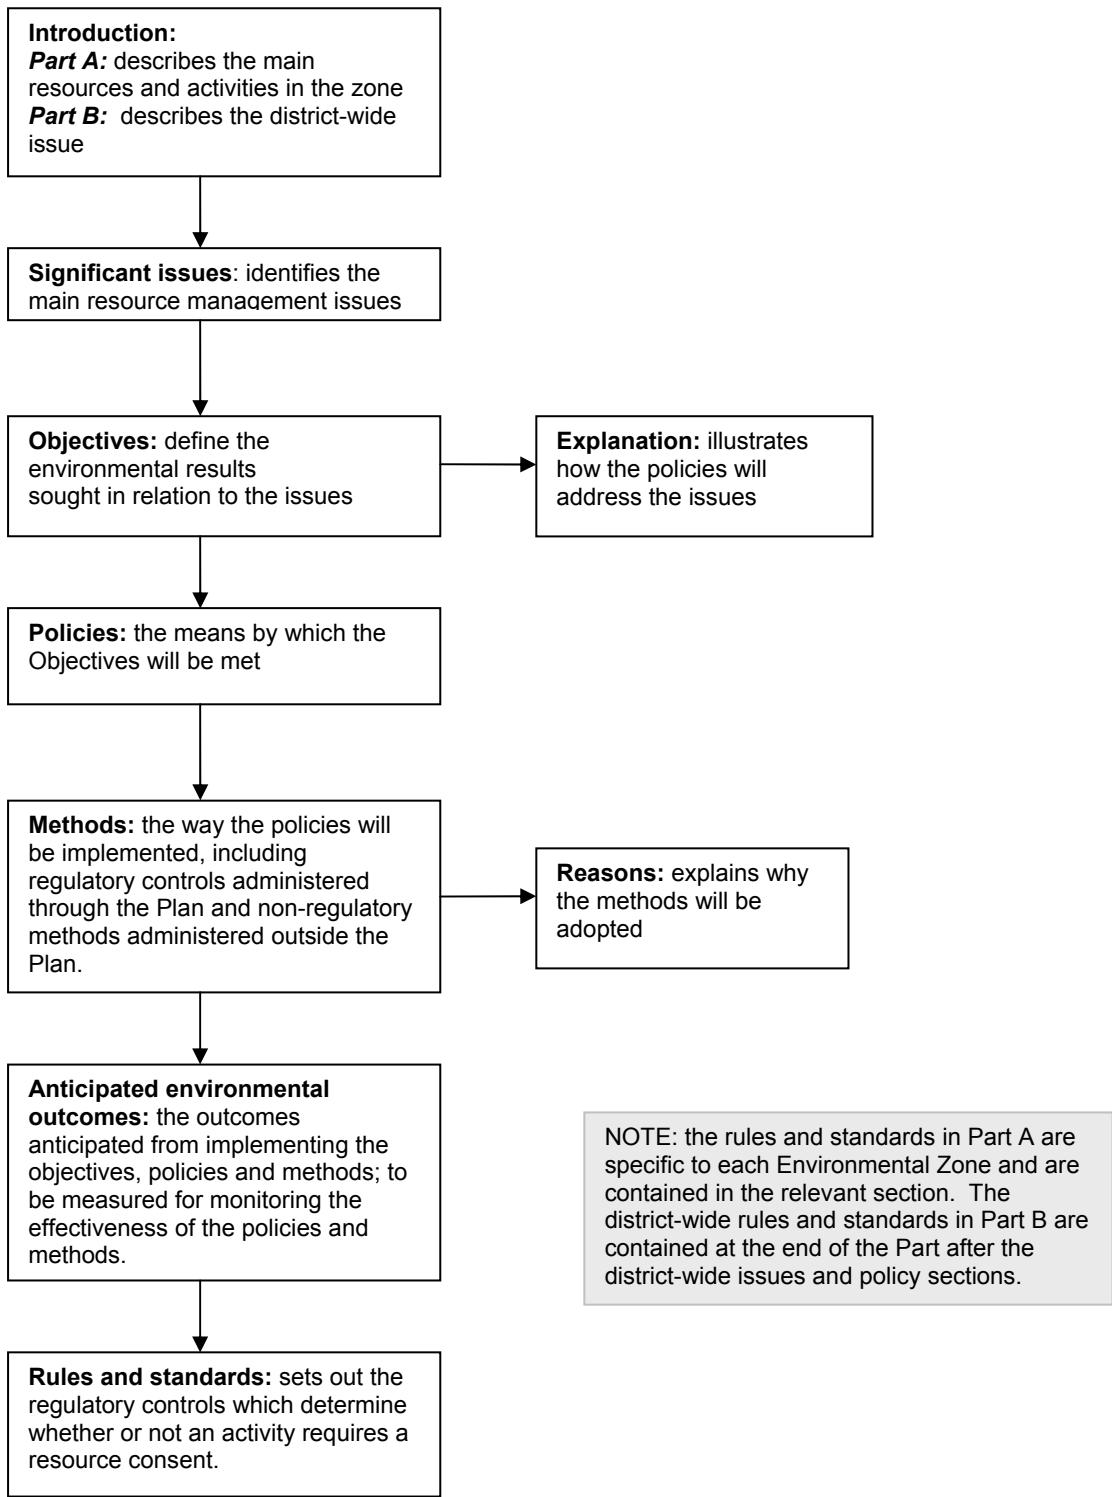 Introduction:
Part A: describes the main
resources and activities in the zone
Part B: describes the district-wide
issue
Significant issues: identifies the
main resource management issues
Objectives: define the
environmental results
sought in relation to the issues
Explanation: illustrates
how the policies will
address the issues
Policies: the means by which the
Objectives will be met
Methods: the way the policies will
be implemented, including
regulatory controls administered
through the Plan and non-regulatory
methods administered outside the
Plan.
Reasons: explains why
the methods will be
adopted
Anticipated environmental
outcomes: the outcomes
anticipated from implementing the
objectives, policies and methods; to
be measured for monitoring the
effectiveness of the policies and
methods.
NOTE: the rules and standards in Part A are
specific to each Environmental Zone and are
contained in the relevant section.  The
district-wide rules and standards in Part B are
contained at the end of the Part after the
district-wide issues and policy sections.
Rules and standards: sets out the
regulatory controls which determine
whether or not an activity requires a
resource consent.